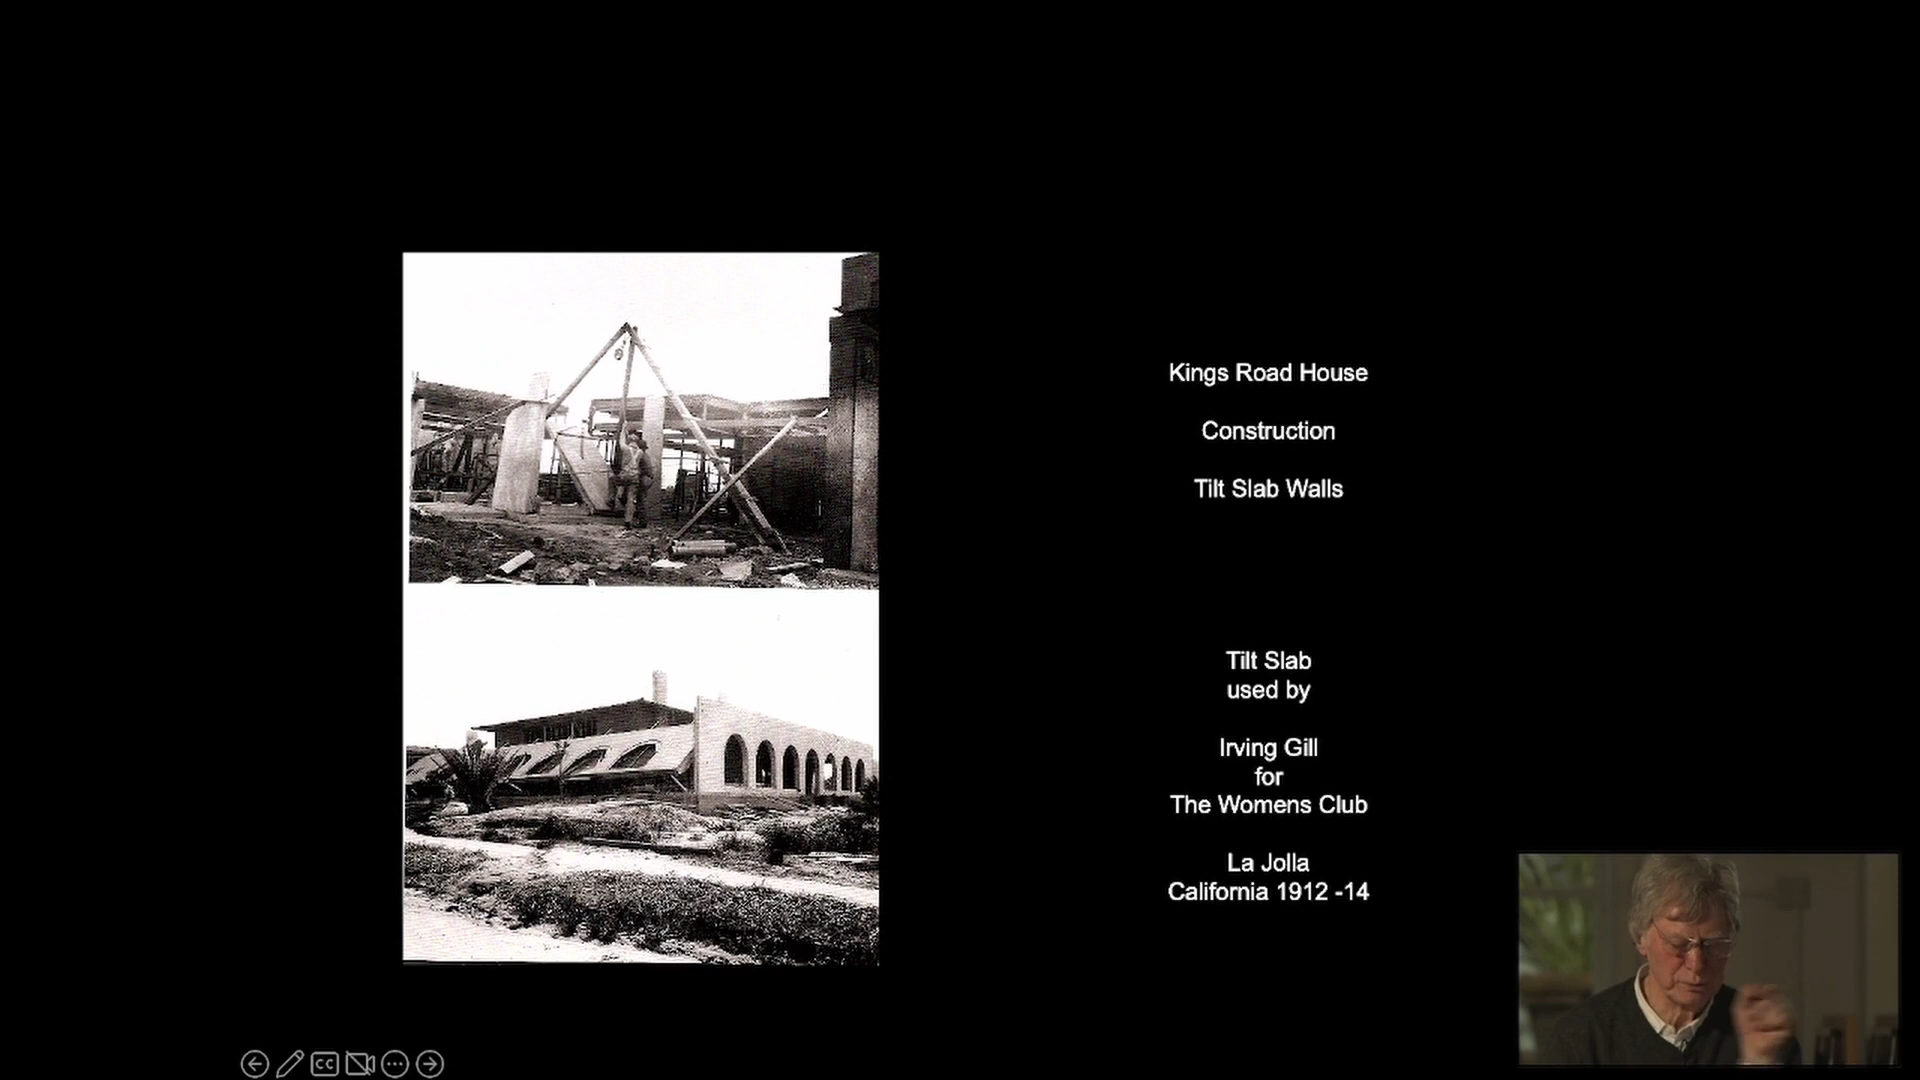 Kings Road House
Construction
Tilt Slab Walls
Tilt Slab
used by
Irving Gill
for
The Womens Club
La Jolla
California 1912 -14
CC